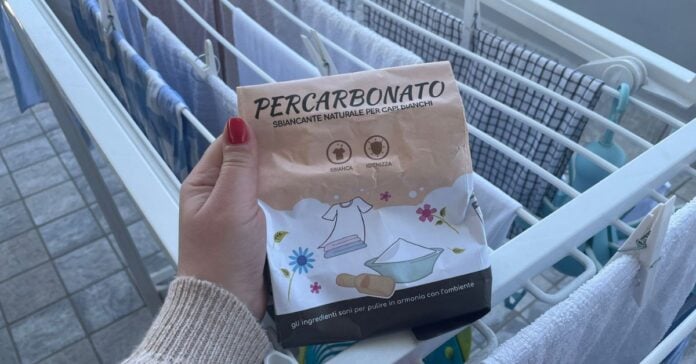 PERCARBONATO
SBIANCANTE NATURALE PER CAPI BIANCHI
SBIANCA
IGIENIZZA
gli ingredienti sani per pulire in armonia con l'ambiente